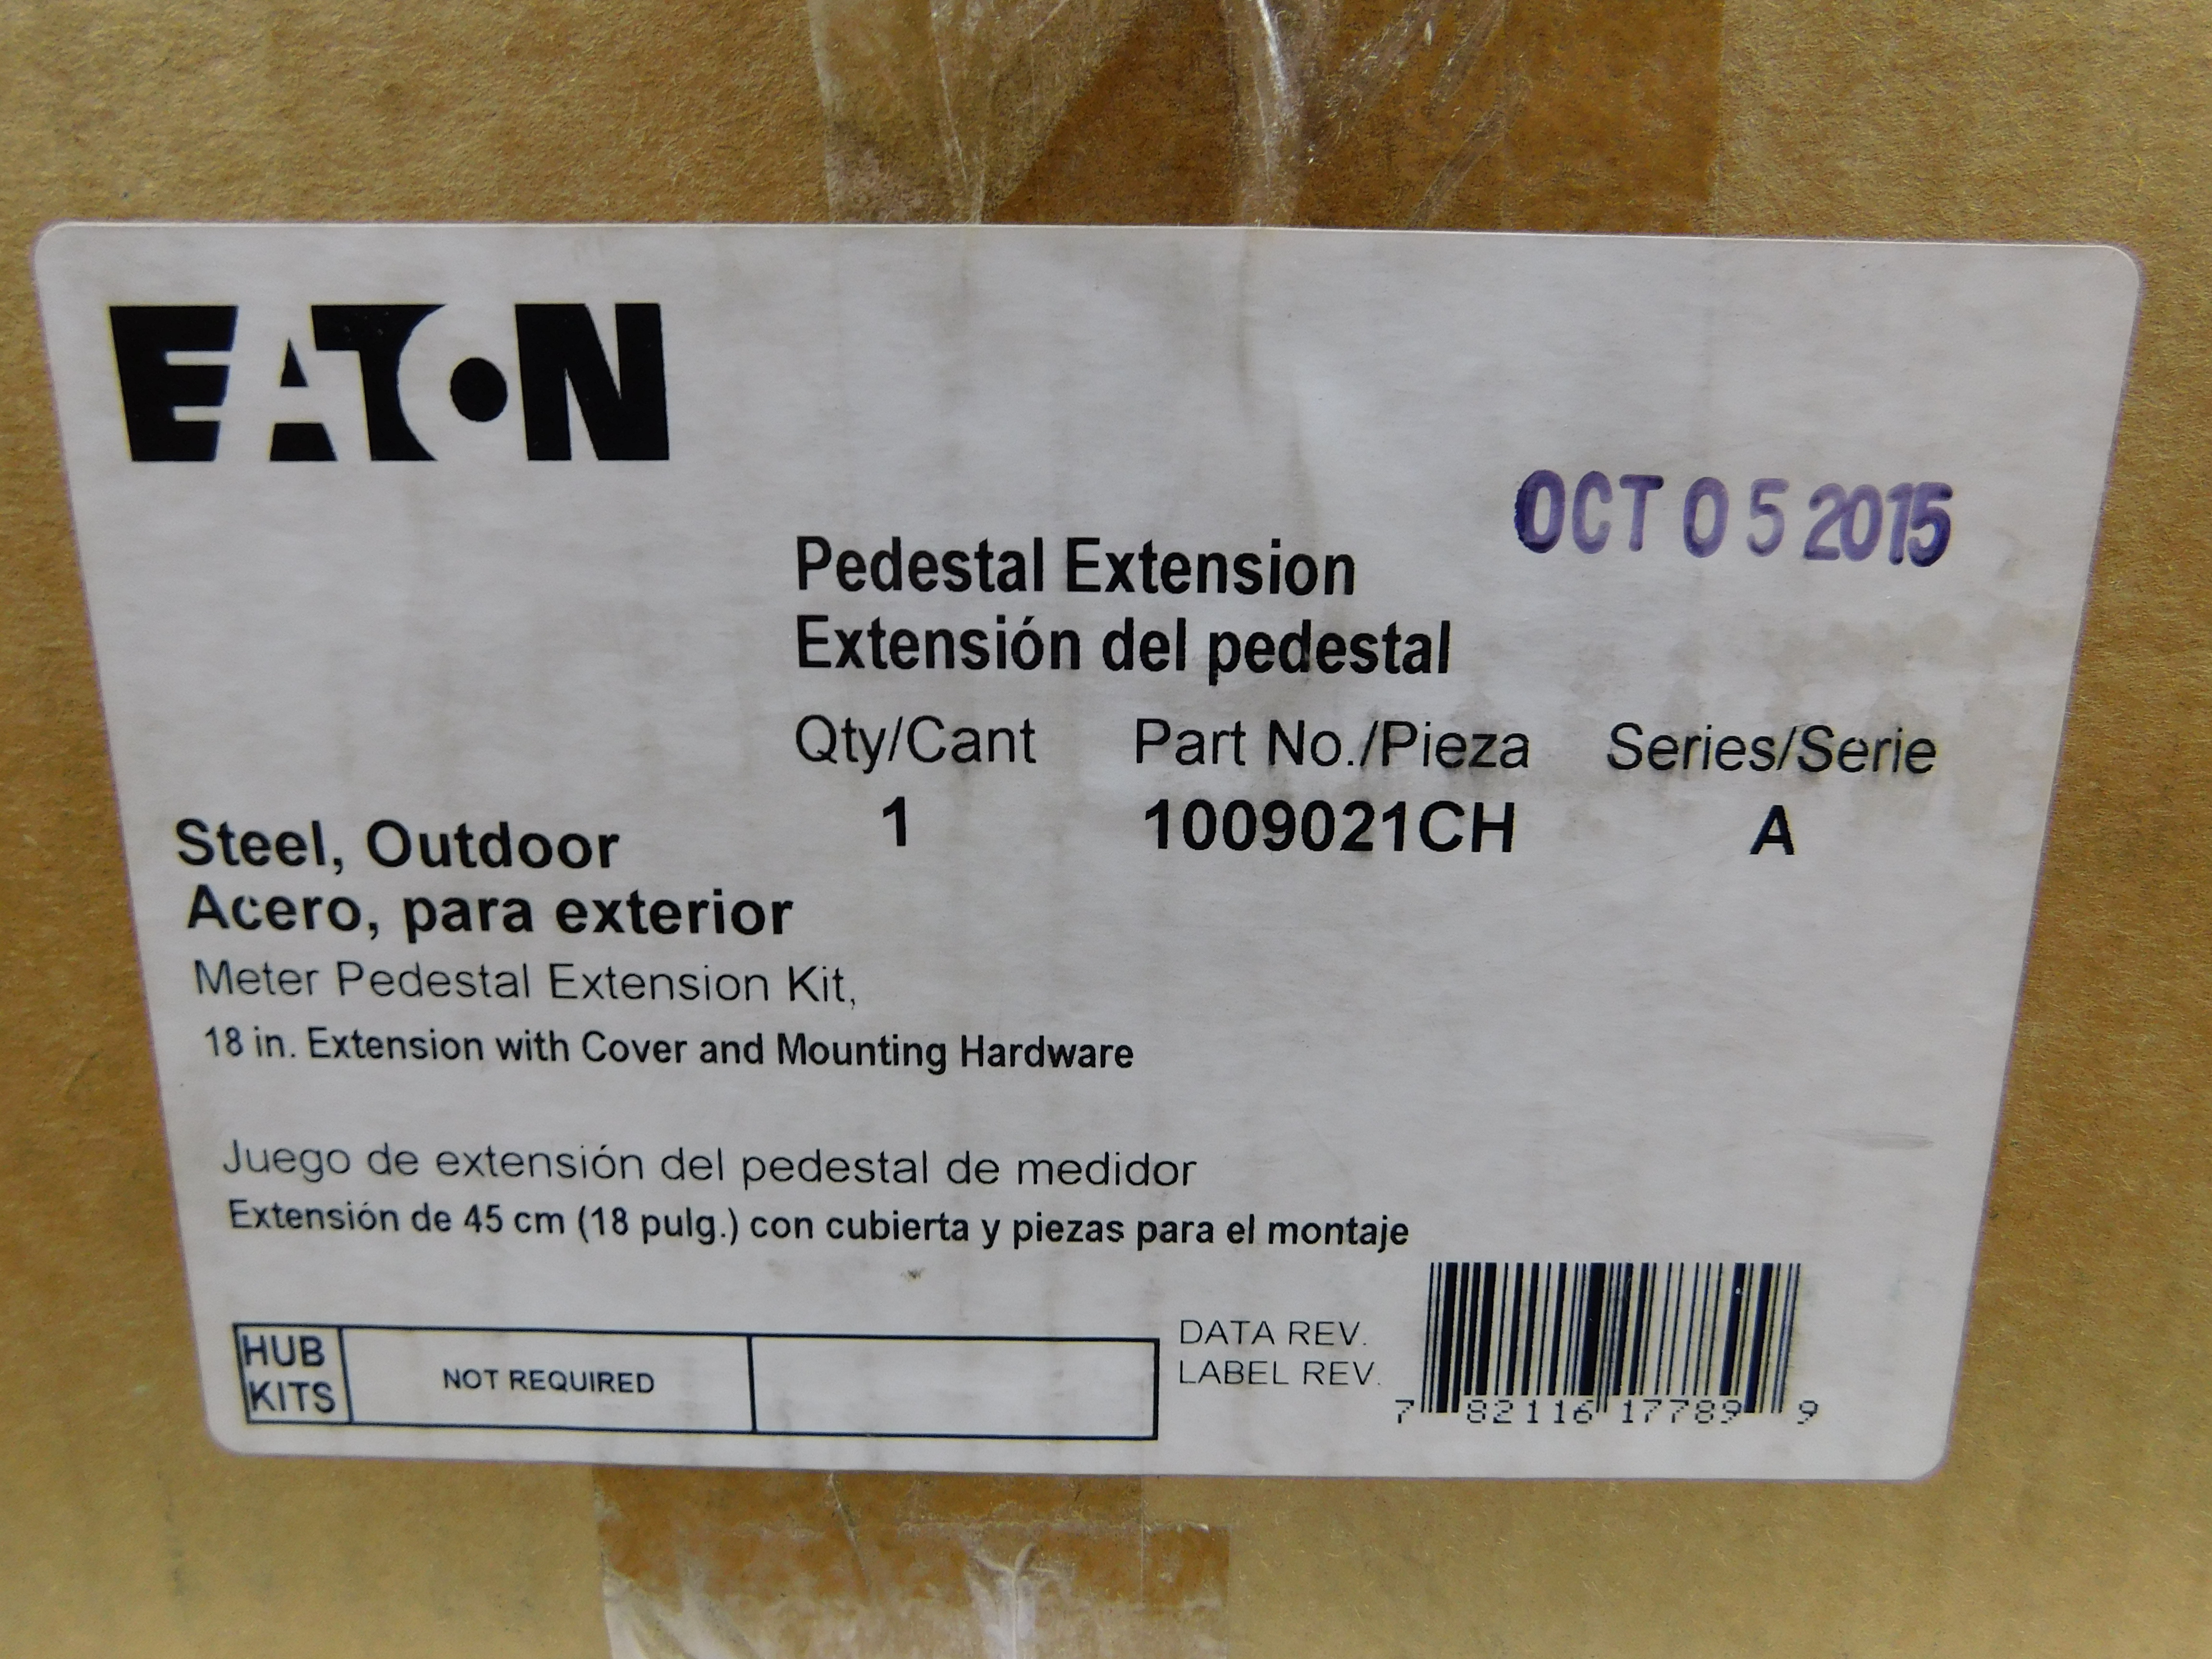 EATON
OCT 05 2015
Pedestal Extension
Extensión del pedestal
Qty/Cant Part No./Pieza Series/Serie
1 1009021CH A
Steel, Outdoor
Acero, para exterior
Meter Pedestal Extension Kit,
18 in. Extension with Cover and Mounting Hardware
Juego de extensión del pedestal de medidor
Extensión de 45 cm (18 pulg.) con cubierta y piezas para el montaje
HUB KITS NOT REQUIRED
DATA REV.
LABEL REV.
7 82116 17789 9